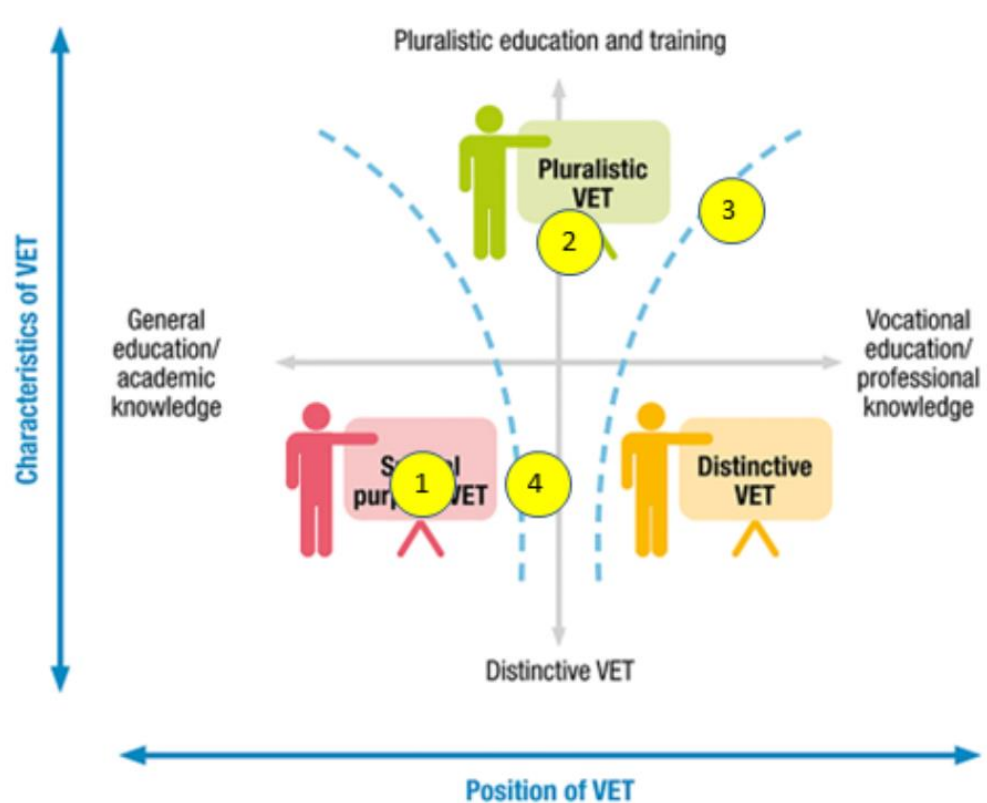 Pluralistic education and training
Pluralistic
VET
2
3
Characteristics of VET
General
education/
academic
knowledge
Vocational
education/
professional
knowledge
1
VET
4
Distinctive
VET
Distinctive VET
Position of VET